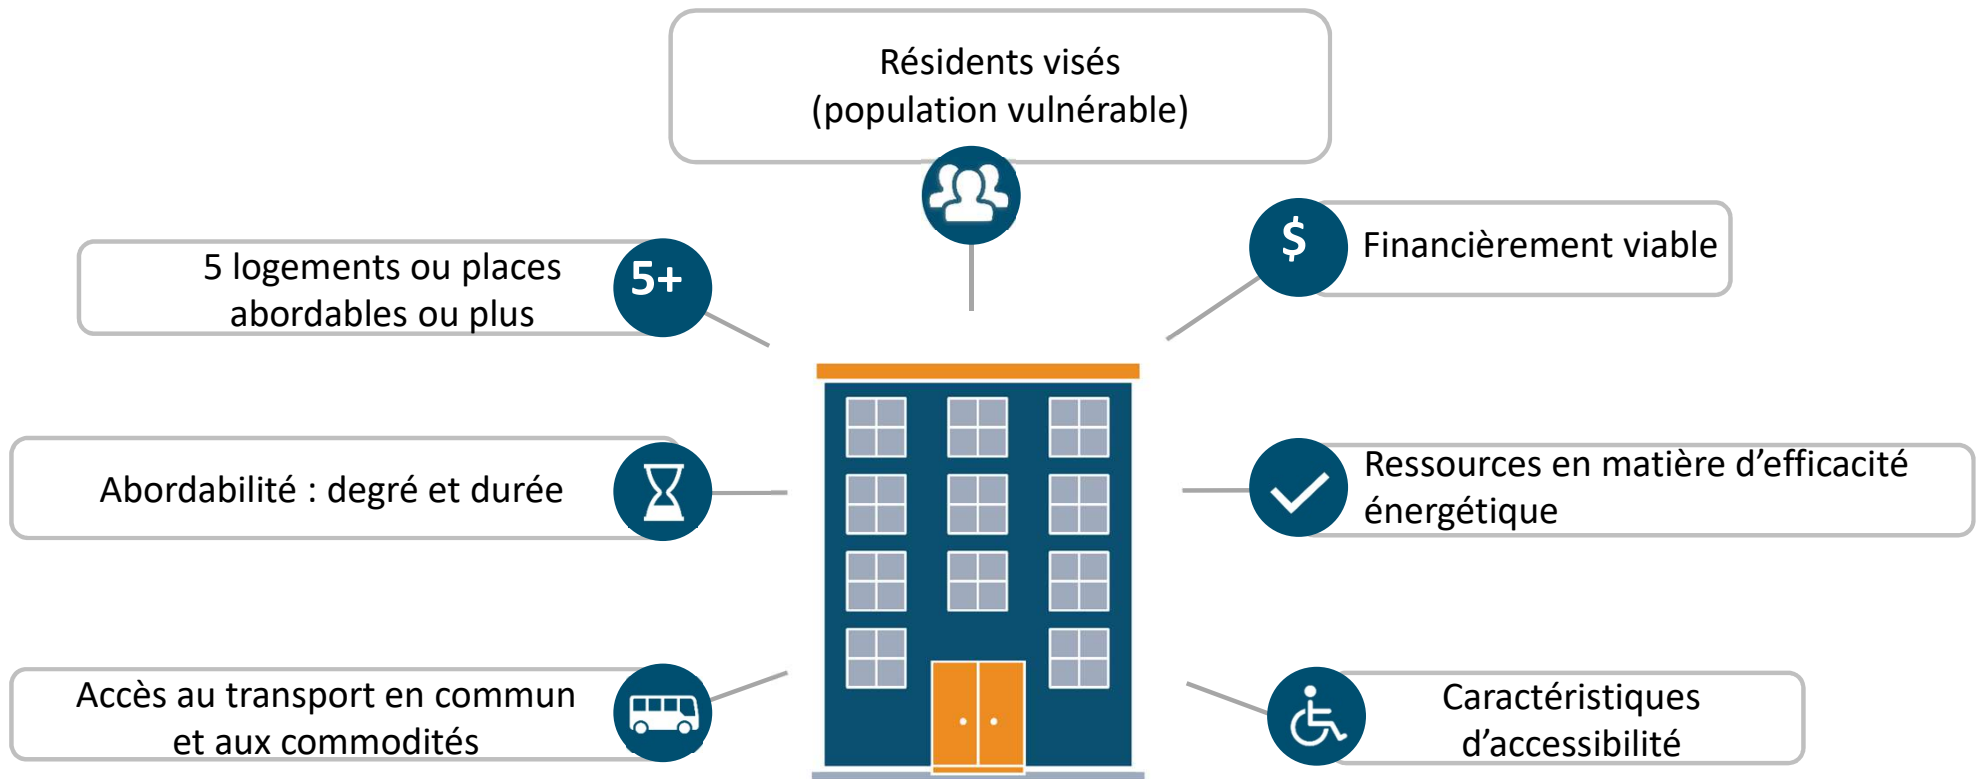 Résidents visés
(population vulnérable)
5 logements ou places
abordables ou plus
5+
$
Financièrement viable
Abordabilité : degré et durée
Ressources en matière d’efficacité
énergétique
Accès au transport en commun
et aux commodités
Caractéristiques
d’accessibilité